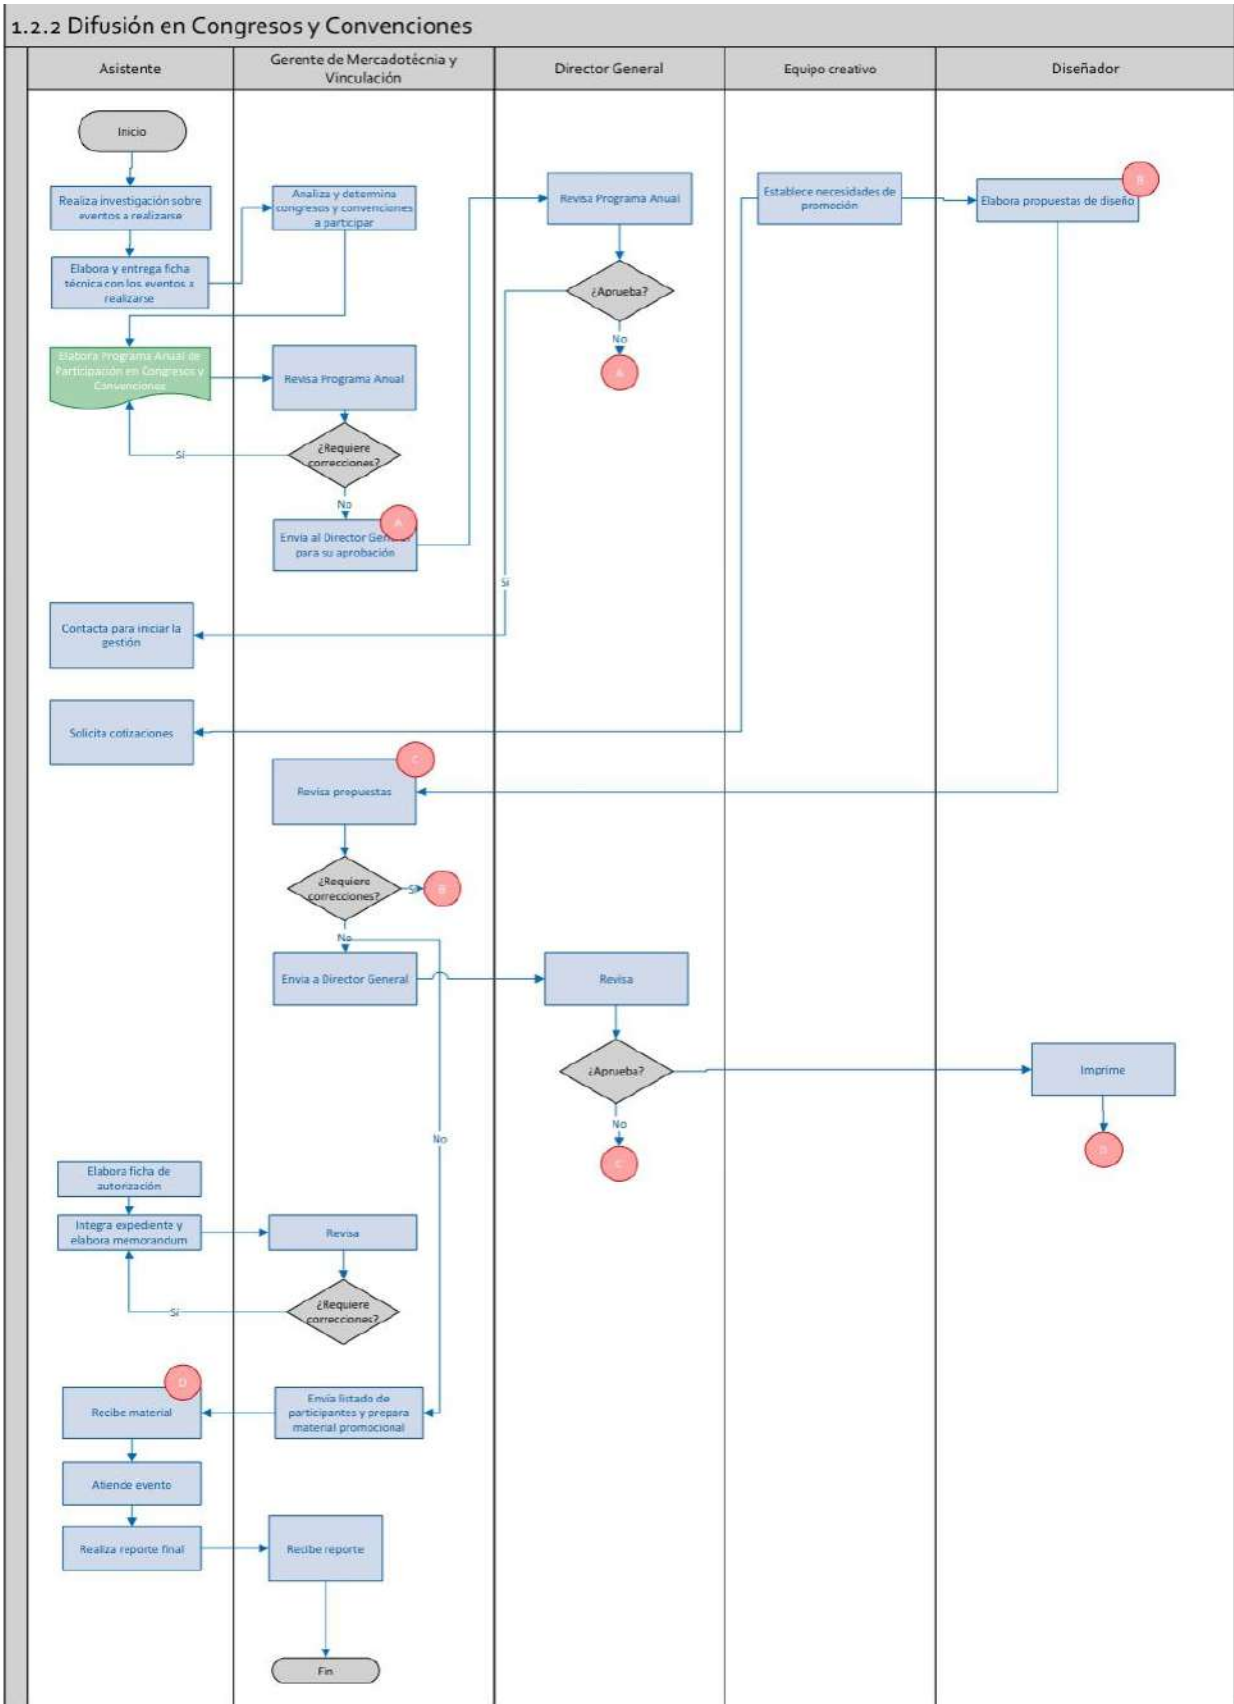 1.2.2 Difusión en Congresos y Convenciones
Asistente
Gerente de Mercadotécnia y
Vinculación
Director General
Equipo creativo
Diseñador
Inicio
Realiza investigación sobre
eventos a realizarse
Analiza y determina
congresos y convenciones
a participar
Revisa Programa Anual
Establece necesidades de
promoción
B
Elabora propuestas de diseño
Elabora y entrega ficha
técnica con los eventos a
realizarse
¿Aprueba?
No
A
Elabora Programa Anual de
Participación en Congresos y
Convenciones
Revisa Programa Anual
¿Requiere
correcciones?
Sí
No
A
Envía al Director General
para su aprobación
Sí
Contacta para iniciar la
gestión
Solicita cotizaciones
C
Revisa propuestas
¿Requiere
correcciones?
Sí
B
No
Envía a Director General
Revisa
¿Aprueba?
Imprime
No
C
D
No
Elabora ficha de
autorización
Integra expediente y
elabora memorandum
Revisa
¿Requiere
correcciones?
Sí
D
Recibe material
Envía listado de
participantes y prepara
material promocional
Atiende evento
Realiza reporte final
Recibe reporte
Fin